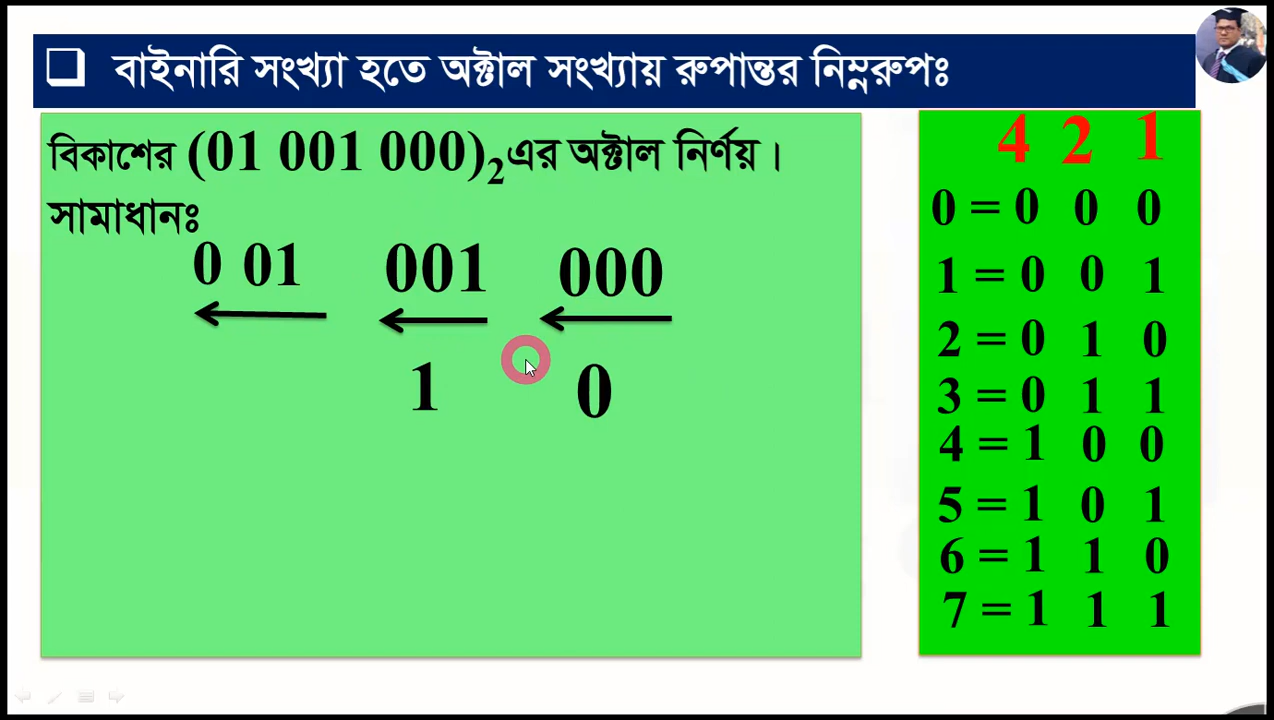 ❑ বাইনারি সংখ্যা হতে অক্টাল সংখ্যায় রুপান্তর নিম্নরুপঃ
বিকাশের (01 001 000)₂ এর অক্টাল নির্ণয়।
সামাধানঃ
0 01 001 000
1 0
4 2 1
0 = 0 0 0
1 = 0 0 1
2 = 0 1 0
3 = 0 1 1
4 = 1 0 0
5 = 1 0 1
6 = 1 1 0
7 = 1 1 1